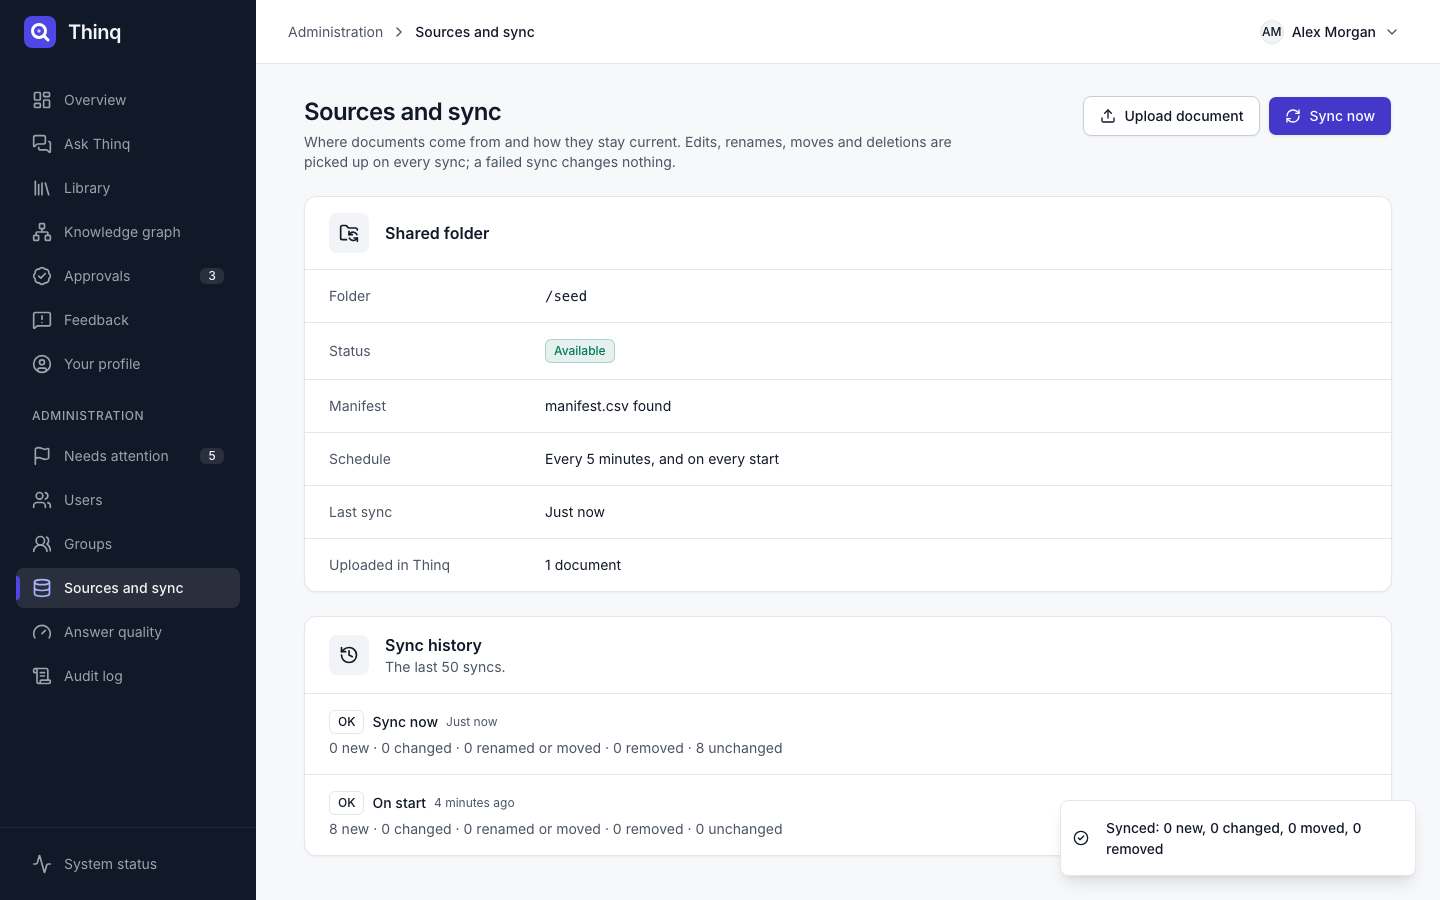 Thinq
Overview
Ask Thinq
Library
Knowledge graph
Approvals 3
Feedback
Your profile
ADMINISTRATION
Needs attention 5
Users
Groups
Sources and sync
Answer quality
Audit log
System status
Administration > Sources and sync
AM Alex Morgan
Sources and sync
Where documents come from and how they stay current. Edits, renames, moves and deletions are
picked up on every sync; a failed sync changes nothing.
Upload document
Sync now
Shared folder
Folder /seed
Status Available
Manifest manifest.csv found
Schedule Every 5 minutes, and on every start
Last sync Just now
Uploaded in Thinq 1 document
Sync history
The last 50 syncs.
OK Sync now Just now
0 new · 0 changed · 0 renamed or moved · 0 removed · 8 unchanged
OK On start 4 minutes ago
8 new · 0 changed · 0 renamed or moved · 0 removed · 0 unchanged
Synced: 0 new, 0 changed, 0 moved, 0
removed